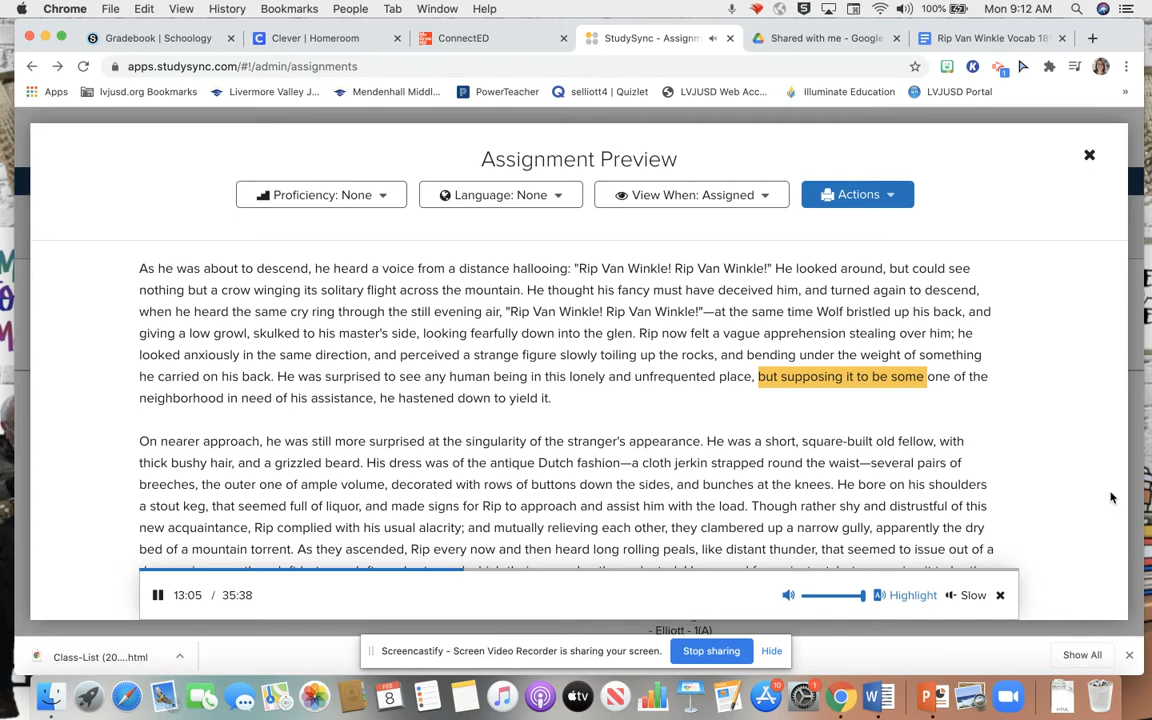 Chrome File Edit View History Bookmarks People Tab Window Help 100% Mon 9:12 AM
Gradebook | Schoology Clever | Homeroom ConnectED StudySync - Assignm Shared with me - Google Rip Van Winkle Vocab 18
apps.studysync.com/#!/admin/assignments
Apps lvjusd.org Bookmarks Livermore Valley J... Mendenhall Middl... PowerTeacher selliott4 | Quizlet LVJUSD Web Acc... Illuminate Education LVJUSD Portal »
Assignment Preview
Proficiency: None Language: None View When: Assigned Actions
As he was about to descend, he heard a voice from a distance hallooing: "Rip Van Winkle! Rip Van Winkle!" He looked around, but could see
nothing but a crow winging its solitary flight across the mountain. He thought his fancy must have deceived him, and turned again to descend,
when he heard the same cry ring through the still evening air, "Rip Van Winkle! Rip Van Winkle!"—at the same time Wolf bristled up his back, and
giving a low growl, skulked to his master's side, looking fearfully down into the glen. Rip now felt a vague apprehension stealing over him; he
looked anxiously in the same direction, and perceived a strange figure slowly toiling up the rocks, and bending under the weight of something
he carried on his back. He was surprised to see any human being in this lonely and unfrequented place, but supposing it to be some one of the
neighborhood in need of his assistance, he hastened down to yield it.
On nearer approach, he was still more surprised at the singularity of the stranger's appearance. He was a short, square-built old fellow, with
thick bushy hair, and a grizzled beard. His dress was of the antique Dutch fashion—a cloth jerkin strapped round the waist—several pairs of
breeches, the outer one of ample volume, decorated with rows of buttons down the sides, and bunches at the knees. He bore on his shoulders
a stout keg, that seemed full of liquor, and made signs for Rip to approach and assist him with the load. Though rather shy and distrustful of this
new acquaintance, Rip complied with his usual alacrity; and mutually relieving each other, they clambered up a narrow gully, apparently the dry
bed of a mountain torrent. As they ascended, Rip every now and then heard long rolling peals, like distant thunder, that seemed to issue out of a
13:05 / 35:38 Highlight Slow
- Elliott - 1(A)
Screencastify - Screen Video Recorder is sharing your screen. Stop sharing Hide
Class-List (20....html Show All
FEB
8
10
1